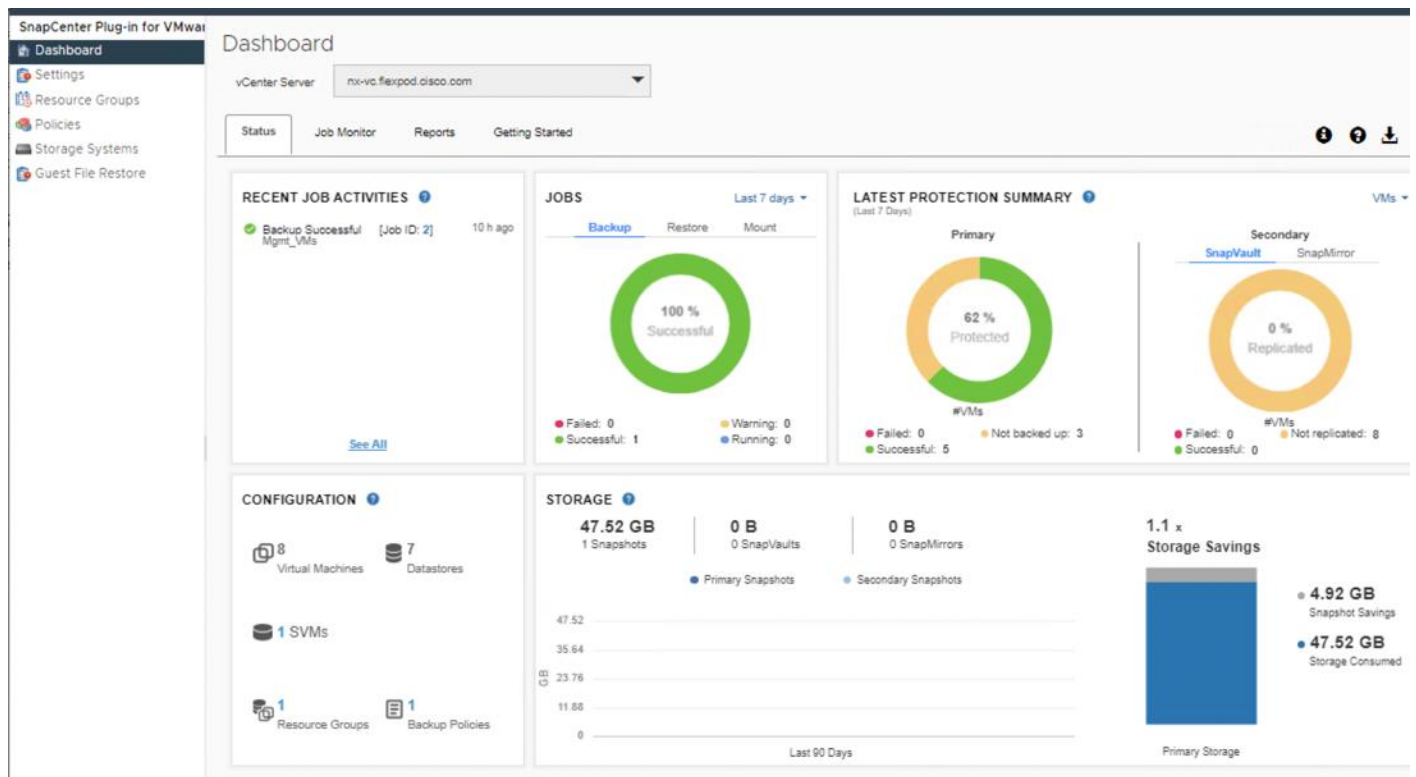 SnapCenter Plug-in for VMwar
Dashboard
Settings
Resource Groups
Policies
Storage Systems
Guest File Restore
Dashboard
vCenter Server
nx-vc.flexpod.cisco.com
Status
Job Monitor
Reports
Getting Started
RECENT JOB ACTIVITIES
Backup Successful [Job ID: 2] 10 h ago
Mgmt_VMs
See All
JOBS
Last 7 days
Backup Restore Mount
100 %
Successful
Failed: 0 Warning: 0
Successful: 1 Running: 0
LATEST PROTECTION SUMMARY
VMs
(Last 7 Days)
Primary
62 %
Protected
#VMs
Failed: 0 Not backed up: 3
Successful: 5
Secondary
SnapVault SnapMirror
0 %
Replicated
#VMs
Failed: 0 Not replicated: 8
Successful: 0
CONFIGURATION
8
Virtual Machines
7
Datastores
1 SVMs
1
Resource Groups
1
Backup Policies
STORAGE
47.52 GB
1 Snapshots
0 B
0 SnapVaults
0 B
0 SnapMirrors
Primary Snapshots Secondary Snapshots
47.52
35.64
GB
23.76
11.88
0
Last 90 Days
1.1 x
Storage Savings
4.92 GB
Snapshot Savings
47.52 GB
Storage Consumed
Primary Storage